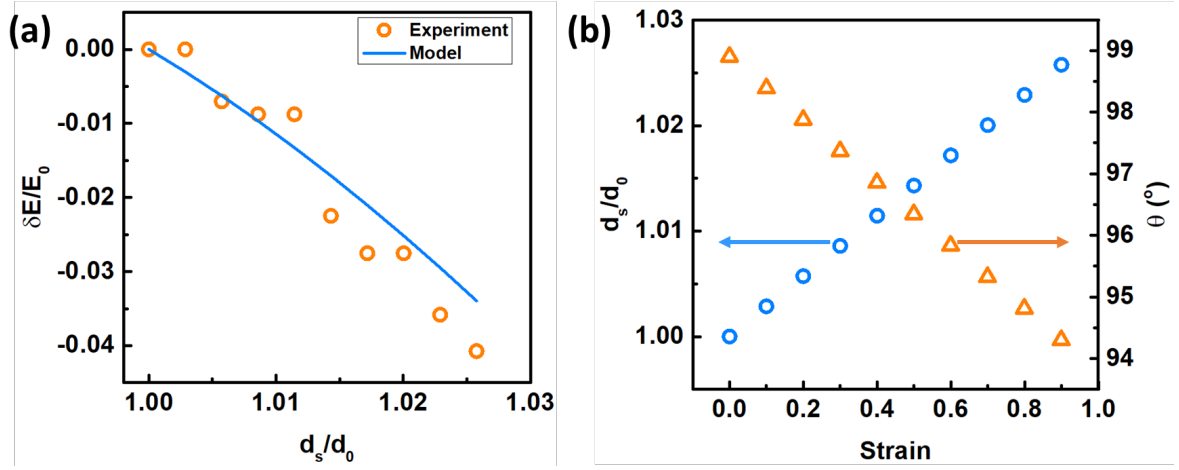 (a)
Experiment
Model
0.00
-0.01
-0.02
-0.03
-0.04
δE/E0
1.00
1.01
1.02
1.03
ds/d0
(b)
1.03
1.02
1.01
1.00
ds/d0
99
98
97
96
95
94
θ (°)
0.0
0.2
0.4
0.6
0.8
1.0
Strain